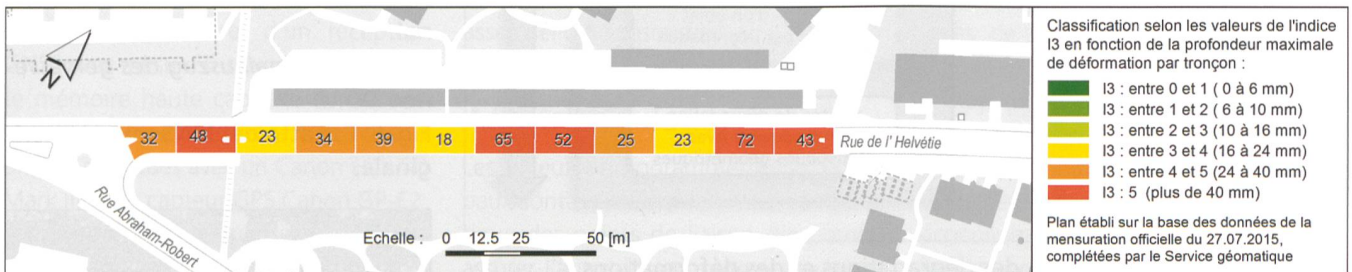 N
32 48 23 34 39 18 65 52 25 23 72 43 Rue de l' Helvétie
Rue Abraham-Robert
Echelle : 0 12.5 25 50 [m]
Classification selon les valeurs de l'indice
I3 en fonction de la profondeur maximale
de déformation par tronçon :
I3 : entre 0 et 1 ( 0 à 6 mm)
I3 : entre 1 et 2 ( 6 à 10 mm)
I3 : entre 2 et 3 (10 à 16 mm)
I3 : entre 3 et 4 (16 à 24 mm)
I3 : entre 4 et 5 (24 à 40 mm)
I3 : 5 (plus de 40 mm)
Plan établi sur la base des données de la
mensuration officielle du 27.07.2015,
complétées par le Service géomatique